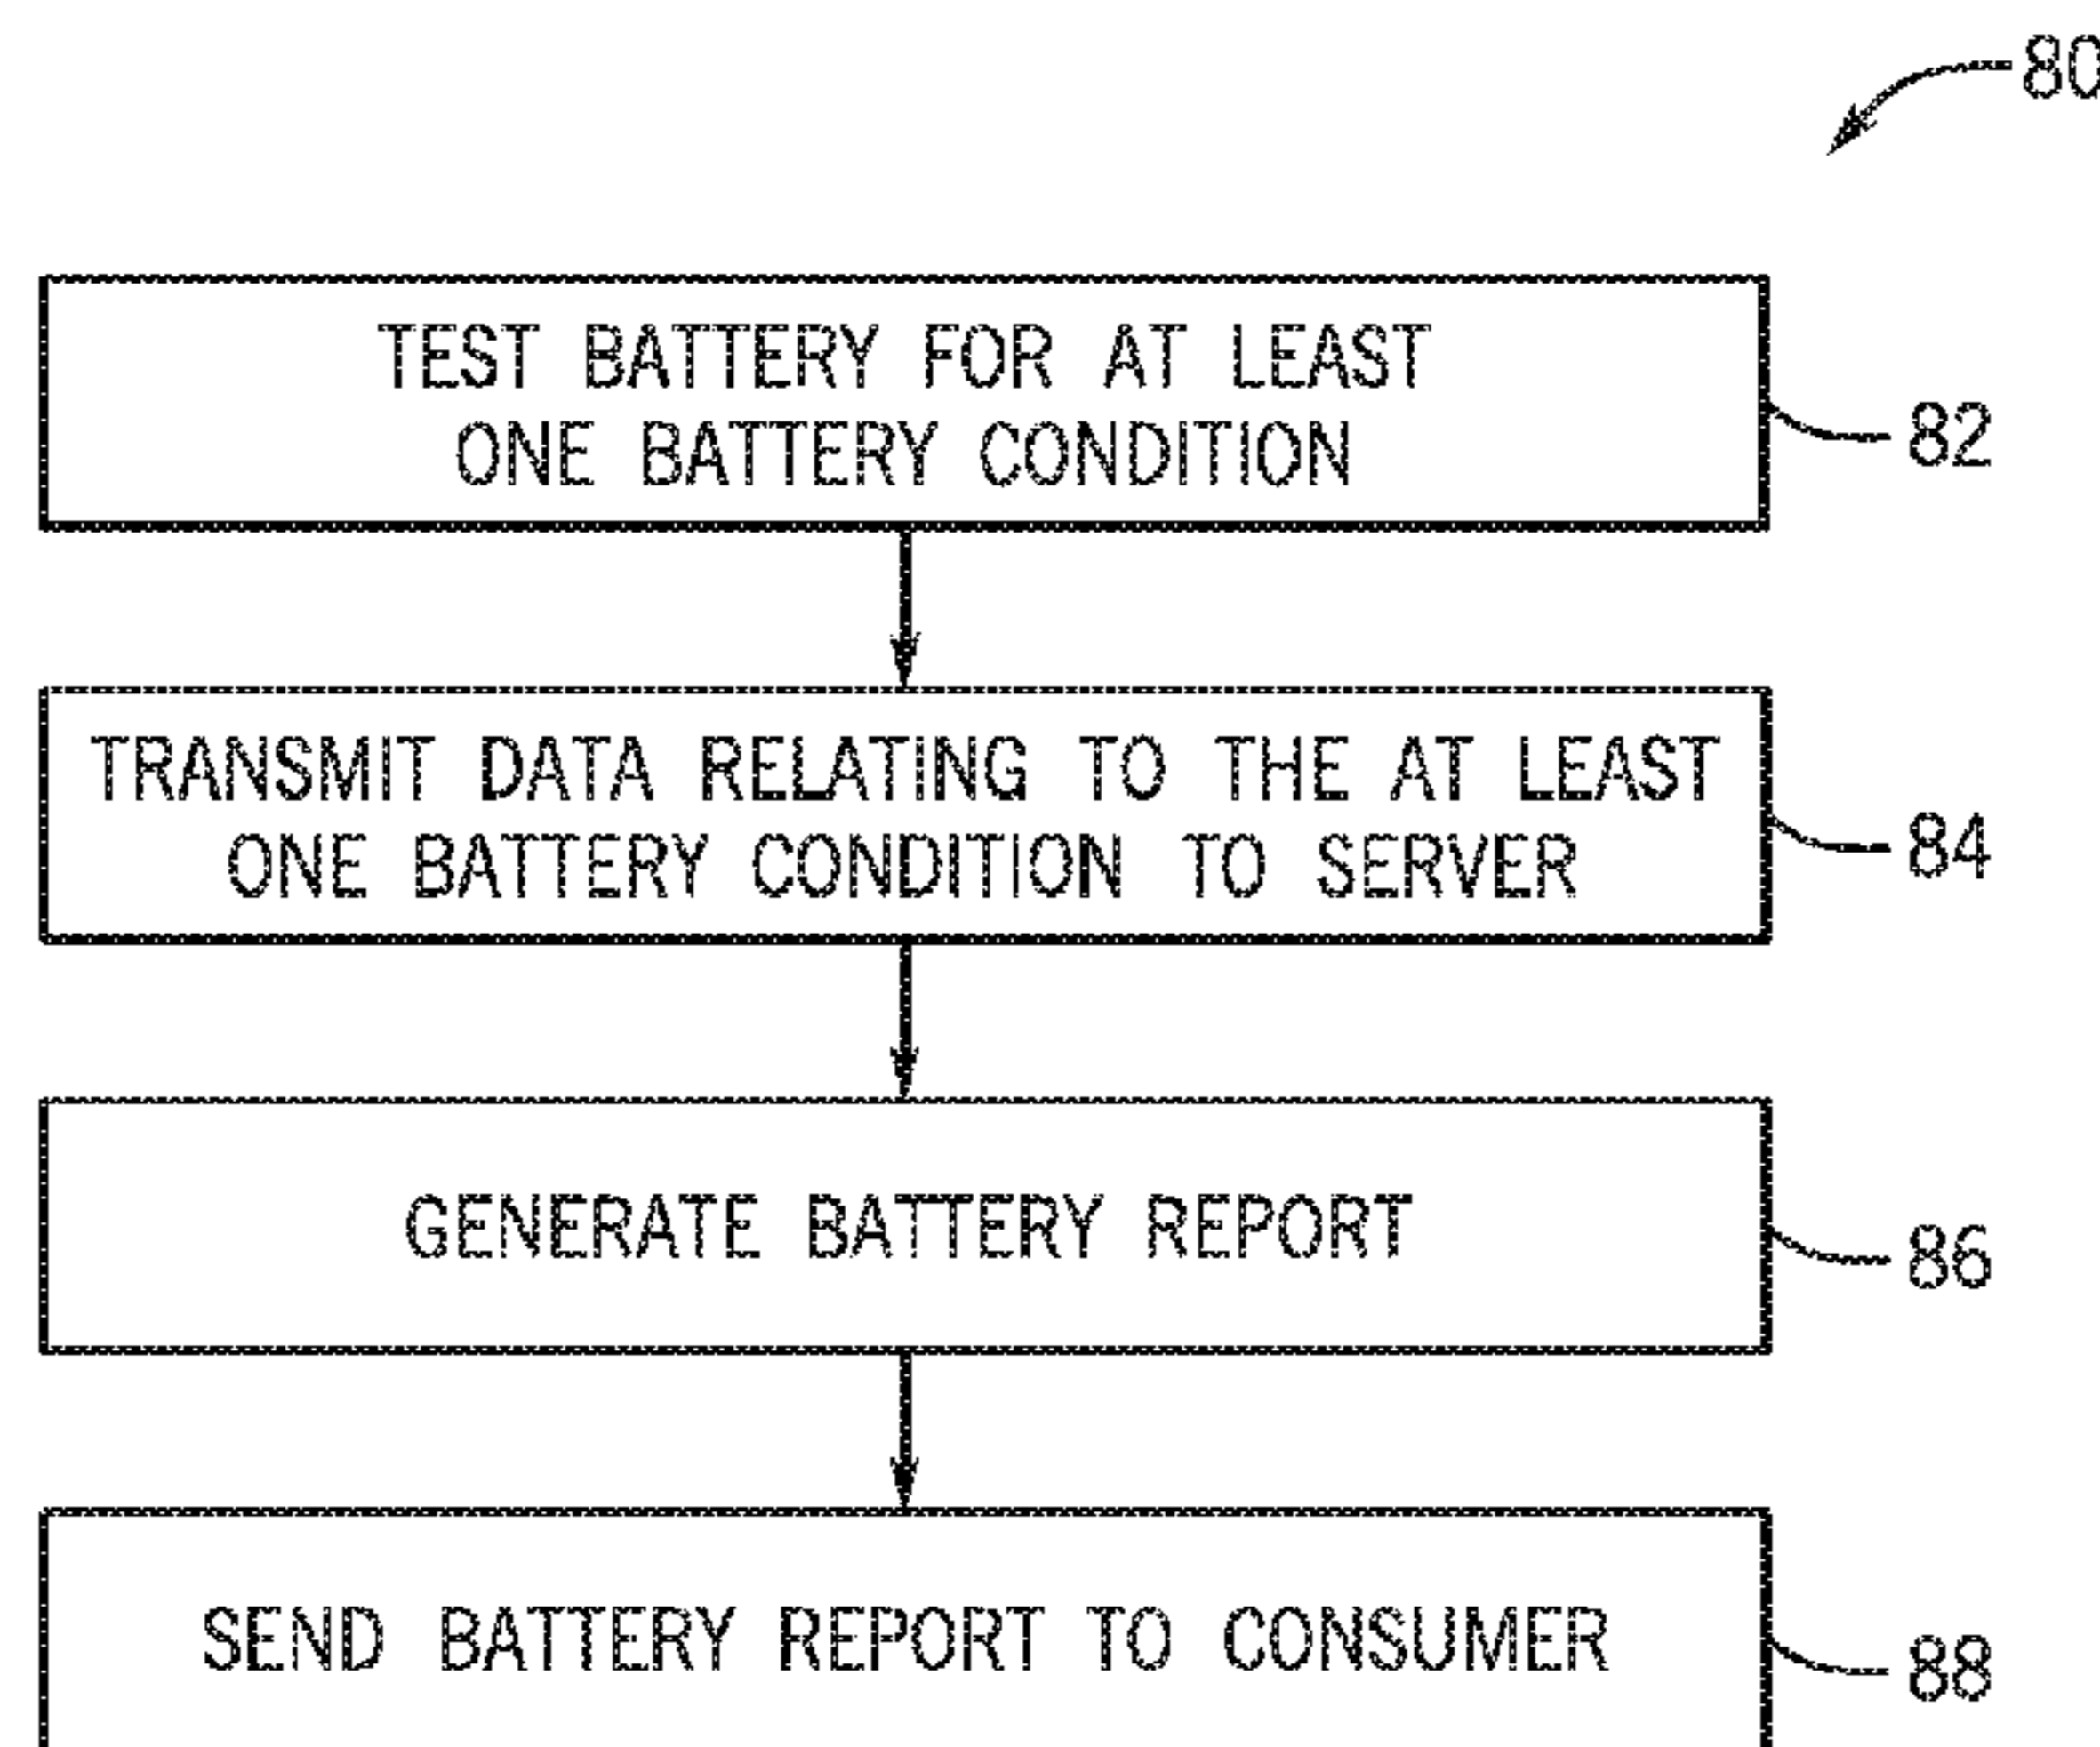 80
TEST BATTERY FOR AT LEAST
ONE BATTERY CONDITION
82
TRANSMIT DATA RELATING TO THE AT LEAST
ONE BATTERY CONDITION TO SERVER
84
GENERATE BATTERY REPORT
86
SEND BATTERY REPORT TO CONSUMER
88